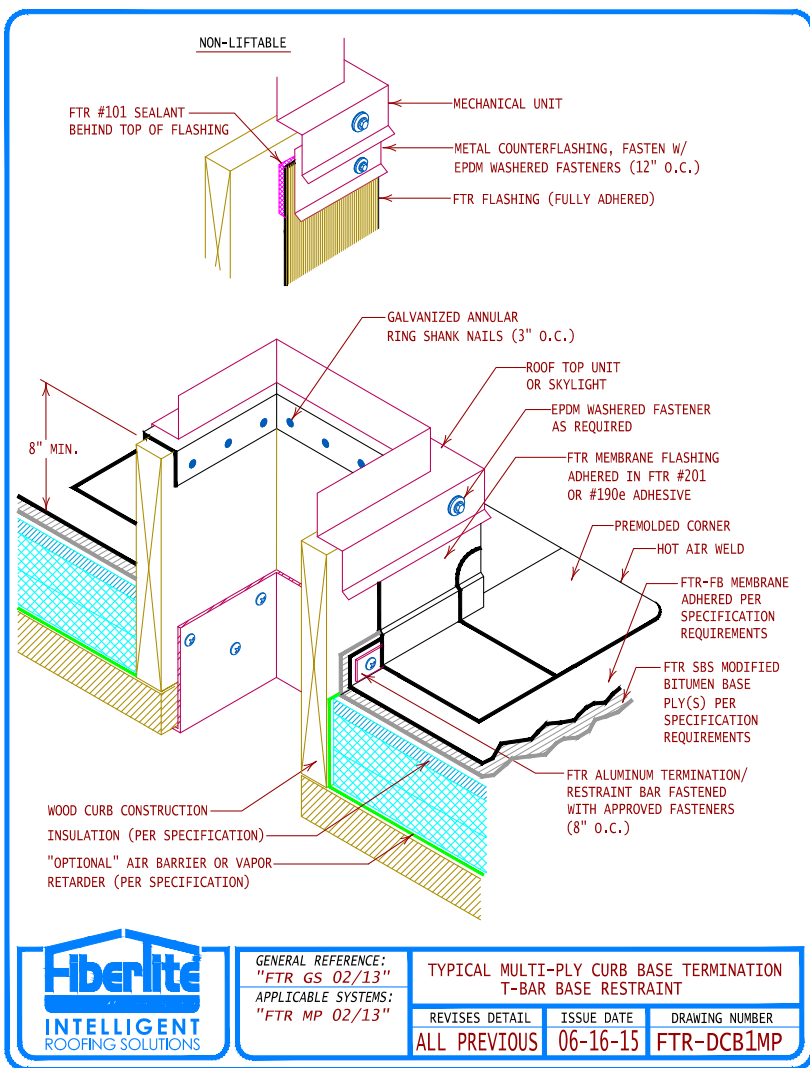 NON-LIFTABLE
FTR #101 SEALANT
BEHIND TOP OF FLASHING
MECHANICAL UNIT
METAL COUNTERFLASHING, FASTEN W/
EPDM WASHERED FASTENERS (12" O.C.)
FTR FLASHING (FULLY ADHERED)
GALVANIZED ANNULAR
RING SHANK NAILS (3" O.C.)
ROOF TOP UNIT
OR SKYLIGHT
EPDM WASHERED FASTENER
AS REQUIRED
8" MIN.
FTR MEMBRANE FLASHING
ADHERED IN FTR #201
OR #190e ADHESIVE
PREMOLDED CORNER
HOT AIR WELD
FTR-FB MEMBRANE
ADHERED PER
SPECIFICATION
REQUIREMENTS
FTR SBS MODIFIED
BITUMEN BASE
PLY(S) PER
SPECIFICATION
REQUIREMENTS
FTR ALUMINUM TERMINATION/
RESTRAINT BAR FASTENED
WITH APPROVED FASTENERS
(8" O.C.)
WOOD CURB CONSTRUCTION
INSULATION (PER SPECIFICATION)
"OPTIONAL" AIR BARRIER OR VAPOR
RETARDER (PER SPECIFICATION)
FiberTite
INTELLIGENT
ROOFING SOLUTIONS
GENERAL REFERENCE:
"FTR GS 02/13"
APPLICABLE SYSTEMS:
"FTR MP 02/13"
TYPICAL MULTI-PLY CURB BASE TERMINATION
T-BAR BASE RESTRAINT
REVISES DETAIL
ALL PREVIOUS
ISSUE DATE
06-16-15
DRAWING NUMBER
FTR-DCB1MP